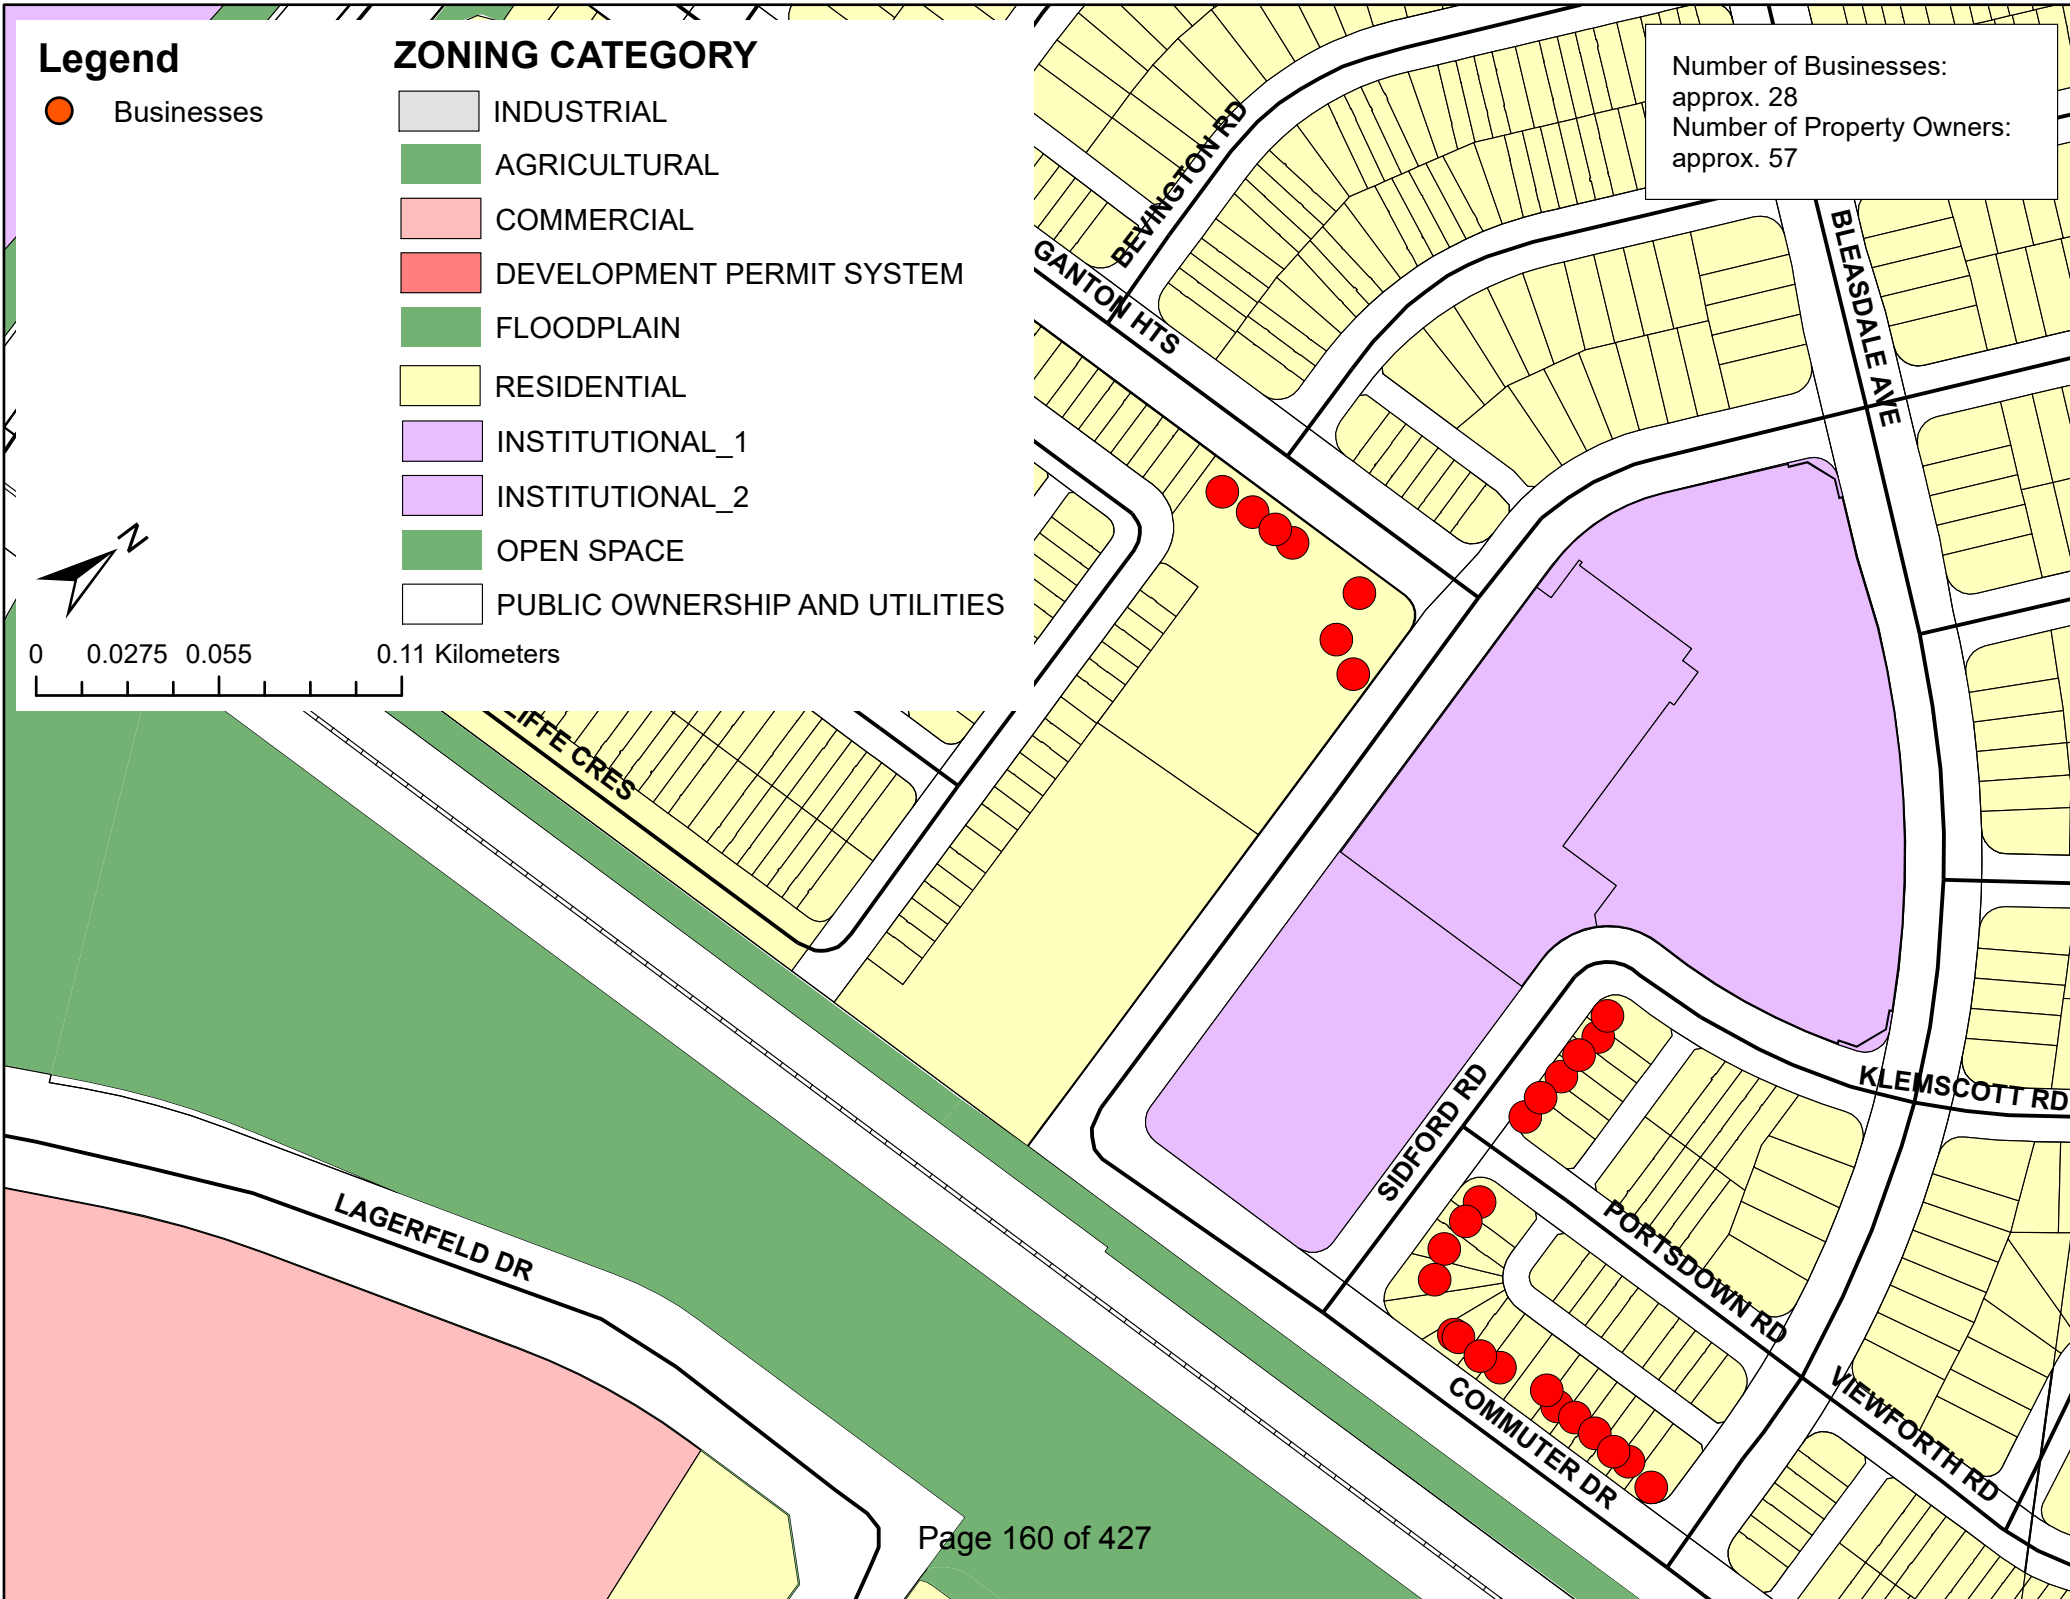 Legend
Businesses
ZONING CATEGORY
INDUSTRIAL
AGRICULTURAL
COMMERCIAL
DEVELOPMENT PERMIT SYSTEM
FLOODPLAIN
RESIDENTIAL
INSTITUTIONAL_1
INSTITUTIONAL_2
OPEN SPACE
PUBLIC OWNERSHIP AND UTILITIES
N
0 0.0275 0.055 0.11 Kilometers
Number of Businesses:
approx. 28
Number of Property Owners:
approx. 57
BEVINGTON RD
GANTON HTS
BLEASDALE AVE
IFFE CRES
KLEMSCOTT RD
SIDFORD RD
PORTSDOWN RD
LAGERFELD DR
COMMUTER DR
VIEWFORTH RD
Page 160 of 427